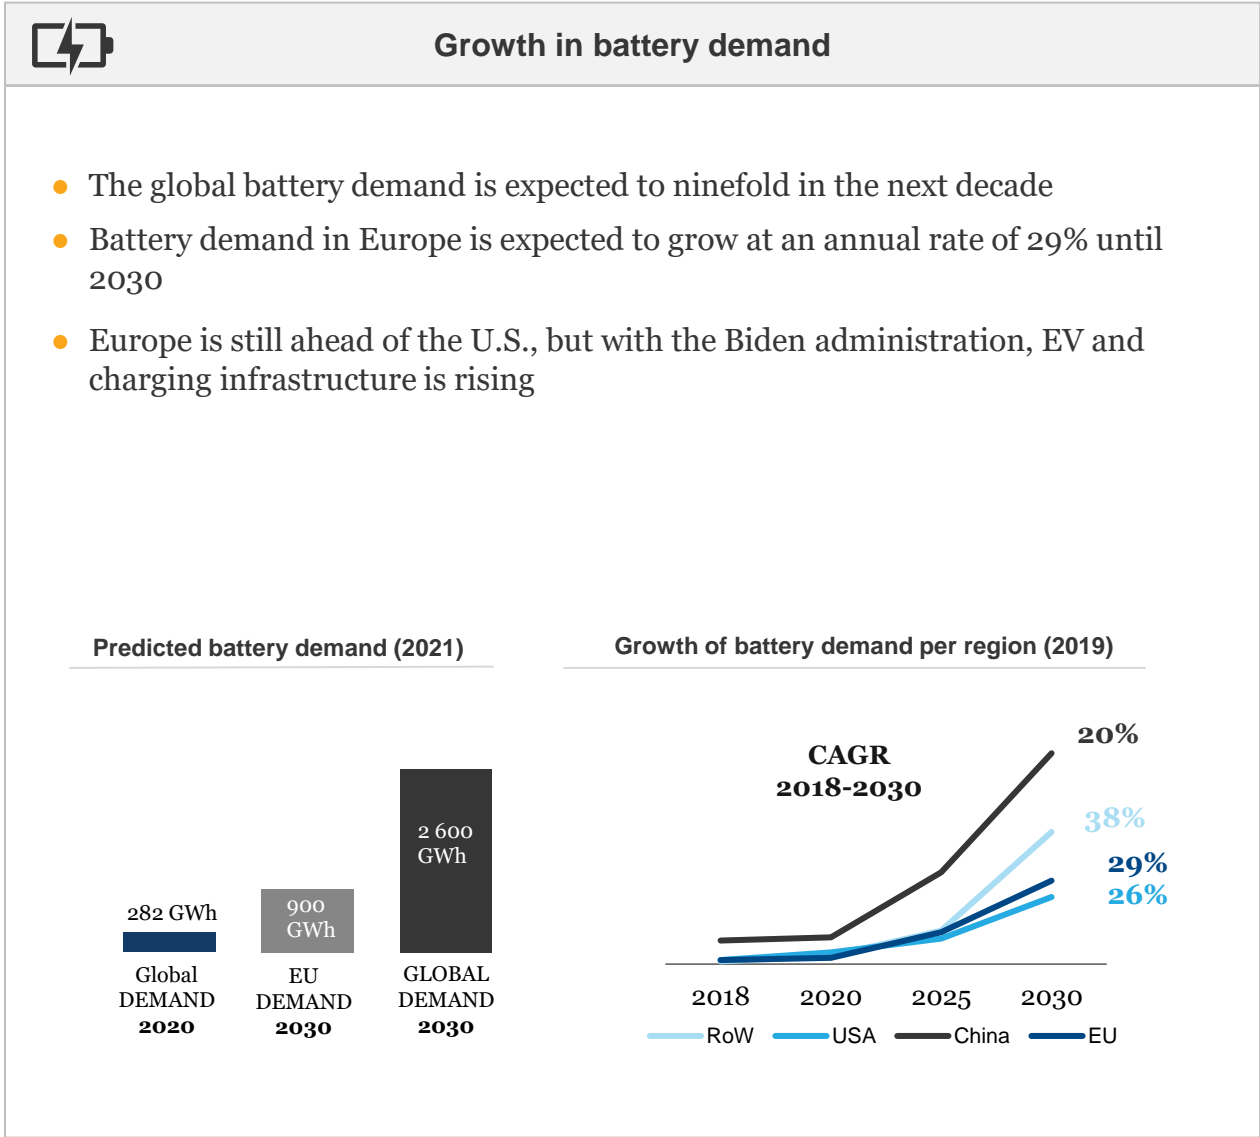 Growth in battery demand
The global battery demand is expected to ninefold in the next decade
Battery demand in Europe is expected to grow at an annual rate of 29% until
2030
Europe is still ahead of the U.S., but with the Biden administration, EV and
charging infrastructure is rising
Predicted battery demand (2021)
282 GWh
900
GWh
2 600
GWh
Global
DEMAND
2020
EU
DEMAND
2030
GLOBAL
DEMAND
2030
Growth of battery demand per region (2019)
CAGR
2018-2030
20%
38%
29%
26%
2018 2020 2025 2030
RoW USA China EU